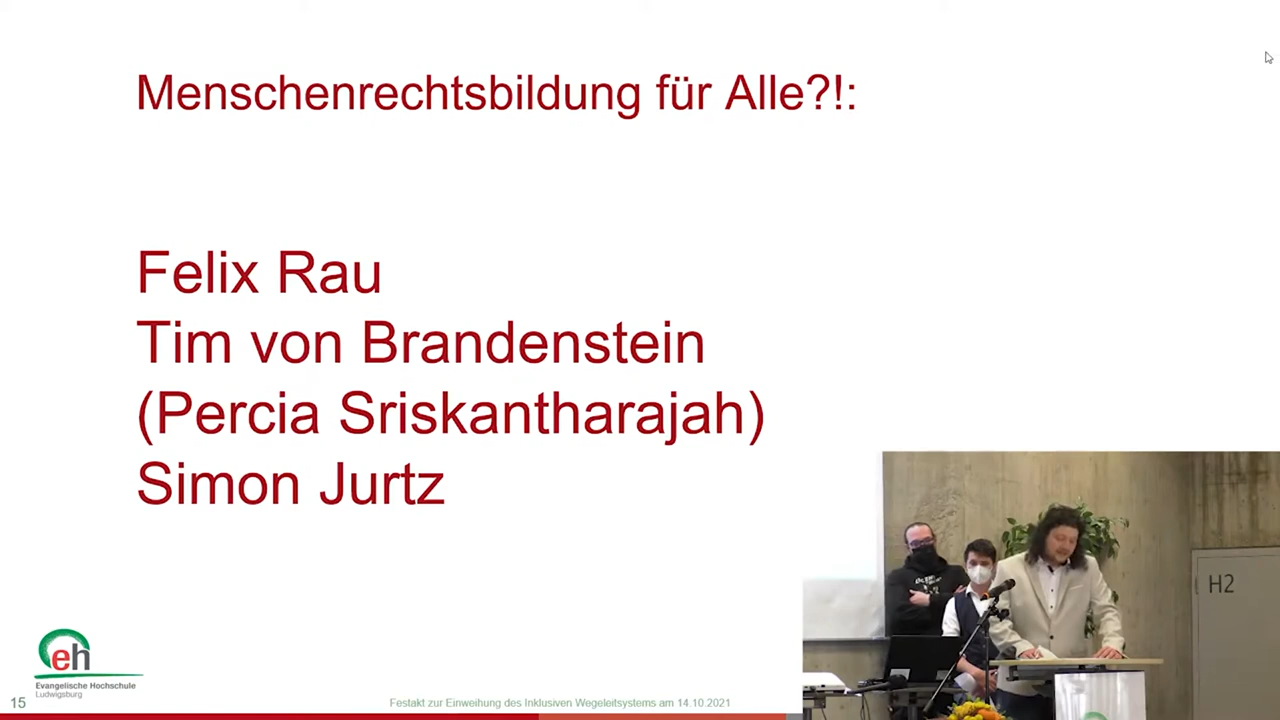 Menschenrechtsbildung für Alle?!:
Felix Rau
Tim von Brandenstein
(Percia Sriskantharajah)
Simon Jurtz
H2
eh
Evangelische Hochschule
Ludwigsburg
15
Festakt zur Einweihung des Inklusiven Wegeleitsystems am 14.10.2021